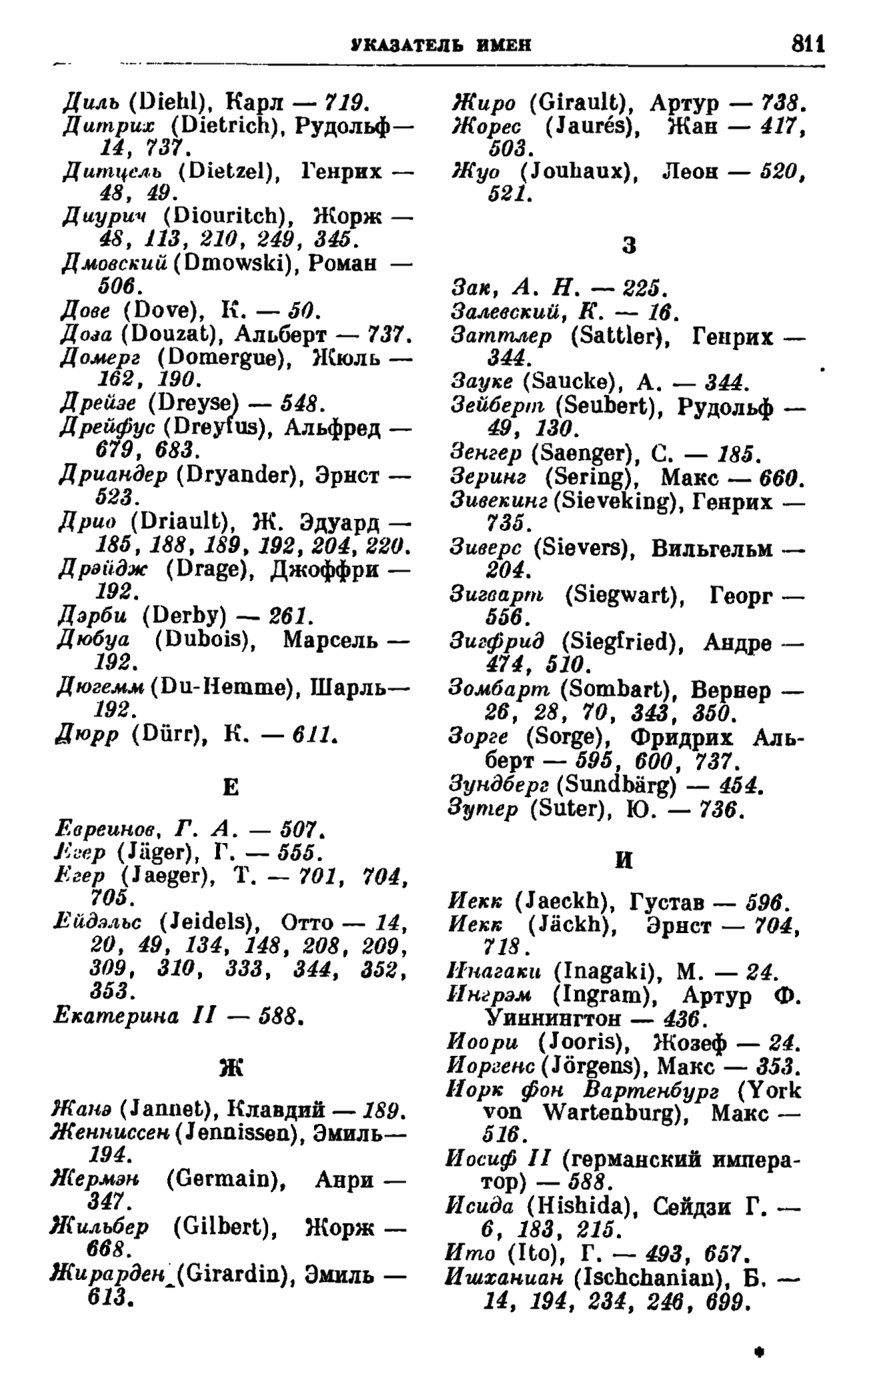 УКАЗАТЕЛЬ ИМЕН 811
Диль (Diehl), Карл — 719.
Дитрих (Dietrich), Рудольф—
14, 737.
Дитцель (Dietzel), Генрих —
48, 49.
Диурич (Diouritch), Жорж —
48, 113, 210, 249, 345.
Дмовский (Dmowski), Роман —
506.
Дове (Dove), К. — 50.
Доза (Douzat), Альберт — 737.
Домерг (Domergue), Жюль —
162, 190.
Дрейзе (Dreyse) — 548.
Дрейфус (Dreyfus), Альфред —
679, 683.
Дриандер (Dryander), Эрнст —
523.
Дрио (Driault), Ж. Эдуард —
185, 188, 189, 192, 204, 220.
Дрэйдж (Drage), Джоффри —
192.
Дэрби (Derby) — 261.
Дюбуа (Dubois), Марсель —
192.
Дюгемм (Du-Hemme), Шарль—
192.
Дюрр (Dürr), К. — 611.
Е
Евреинов, Г. А. — 507.
Егер (Jäger), Г. — 555.
Егер (Jaeger), Т. — 701, 704,
705.
Ейдэльс (Jeidels), Отто — 14,
20, 49, 134, 148, 208, 209,
309, 310, 333, 344, 352,
353.
Екатерина II — 588.
Ж
Жанэ (Jannet), Клавдий — 189.
Женниссен (Jennissen), Эмиль—
194.
Жермэн (Germain), Анри —
347.
Жильбер (Gilbert), Жорж —
668.
Жирарден (Girardin), Эмиль —
613.
Жиро (Girault), Артур — 738.
Жорес (Jaurés), Жан — 417,
503.
Жуо (Jouhaux), Леон — 520,
521.
З
Зак, А. Н. — 225.
Залевский, К. — 16.
Заттлер (Sattler), Генрих —
344.
Зауке (Saucke), А. — 344.
Зейберт (Seubert), Рудольф —
49, 130.
Зенгер (Saenger), С. — 185.
Зеринг (Sering), Макс — 660.
Зивекинг (Sieveking), Генрих —
735.
Зиверс (Sievers), Вильгельм —
204.
Зигварт (Siegwart), Георг —
556.
Зигфрид (Siegfried), Андре —
474, 510.
Зомбарт (Sombart), Вернер —
26, 28, 70, 343, 350.
Зорге (Sorge), Фридрих Аль-
берт — 595, 600, 737.
Зундберг (Sundbärg) — 454.
Зутер (Suter), Ю. — 736.
И
Иекк (Jaeckh), Густав — 596.
Иекк (Jäckh), Эрнст — 704,
718.
Инагаки (Inagaki), М. — 24.
Ингрэм (Ingram), Артур Ф.
Уиннингтон — 436.
Иоори (Jooris), Жозеф — 24.
Иоргенс (Jörgens), Макс — 353.
Иорк фон Вартенбург (York
von Wartenburg), Макс —
516.
Иосиф II (германский импера-
тор) — 588.
Исида (Hishida), Сейдзи Г. —
6, 183, 215.
Ито (Ito), Г. — 493, 657.
Ишханиан (Ischchanian), Б. —
14, 194, 234, 246, 699.
*